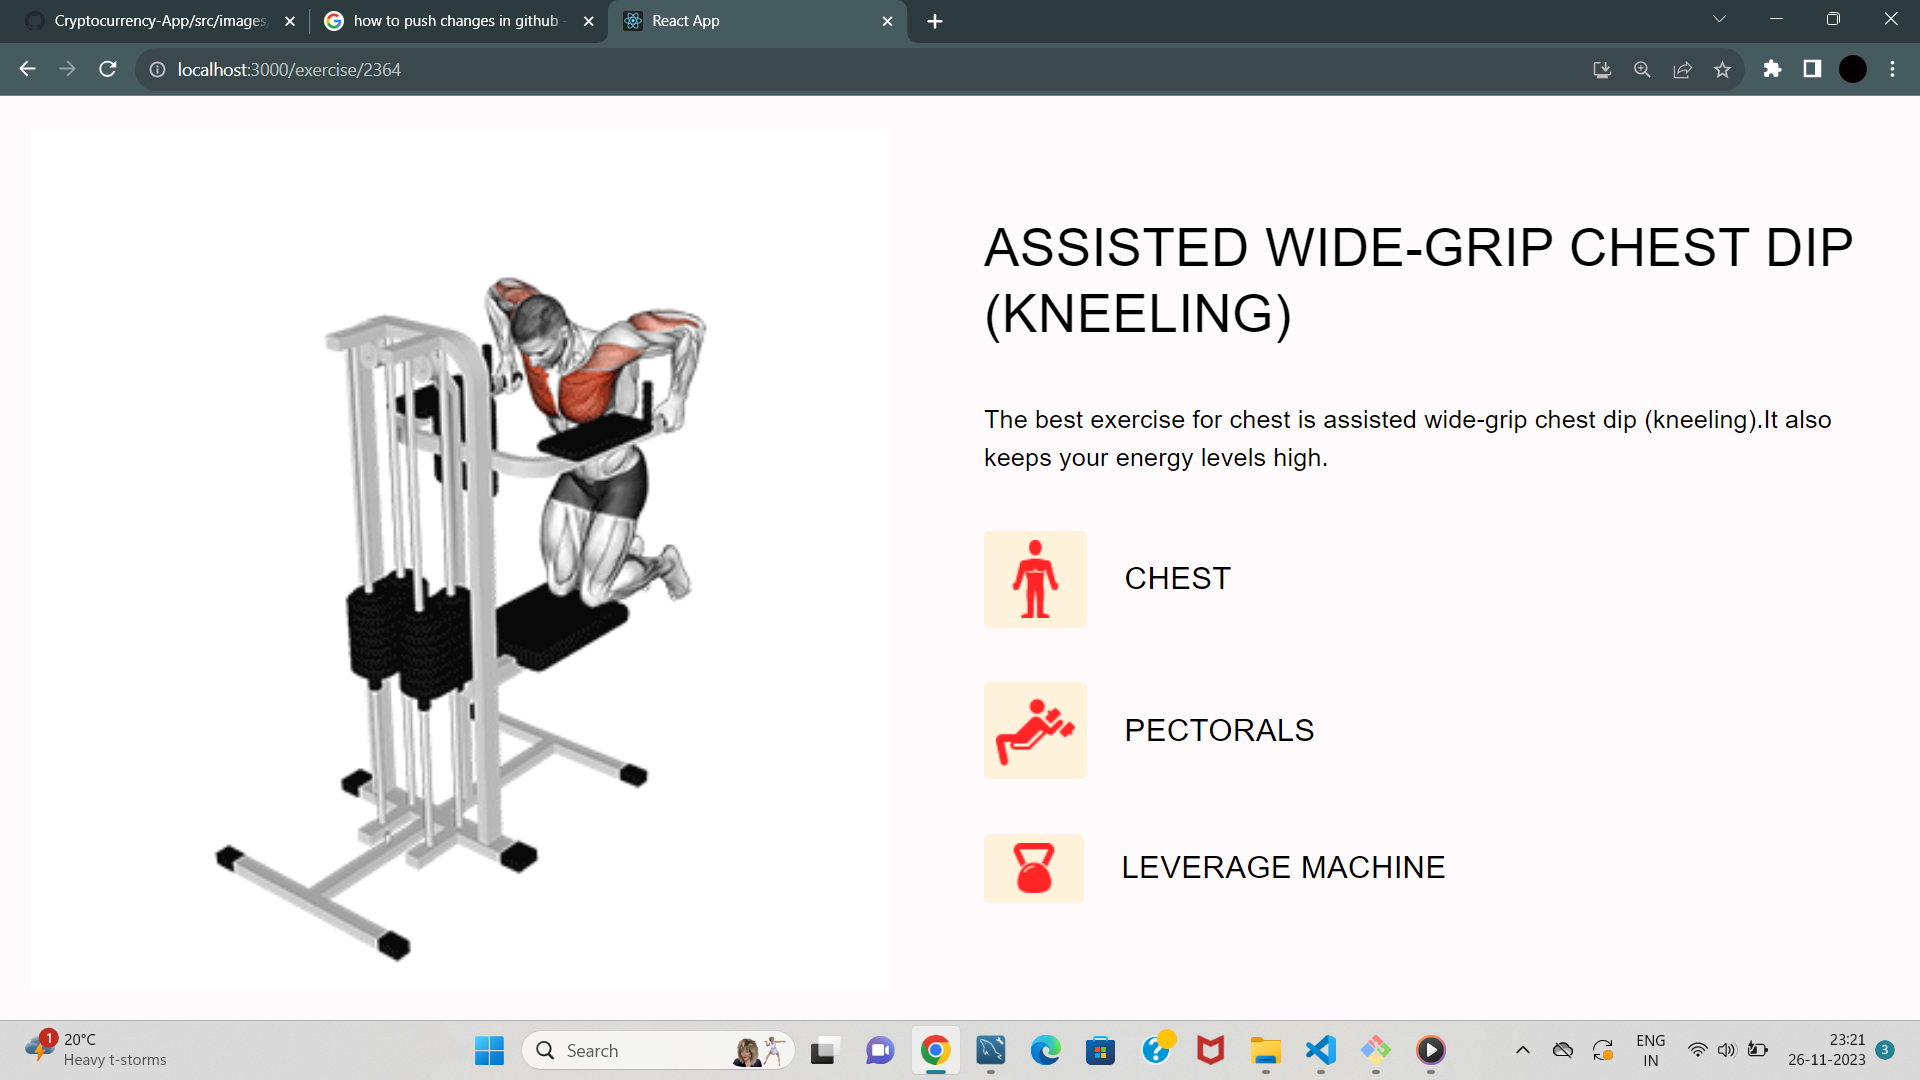 Cryptocurrency-App/src/images/
how to push changes in github -
React App
localhost:3000/exercise/2364
ASSISTED WIDE-GRIP CHEST DIP
(KNEELING)
The best exercise for chest is assisted wide-grip chest dip (kneeling).It also
keeps your energy levels high.
CHEST
PECTORALS
LEVERAGE MACHINE
1
20°C
Heavy t-storms
Search
ENG
IN
23:21
26-11-2023
3